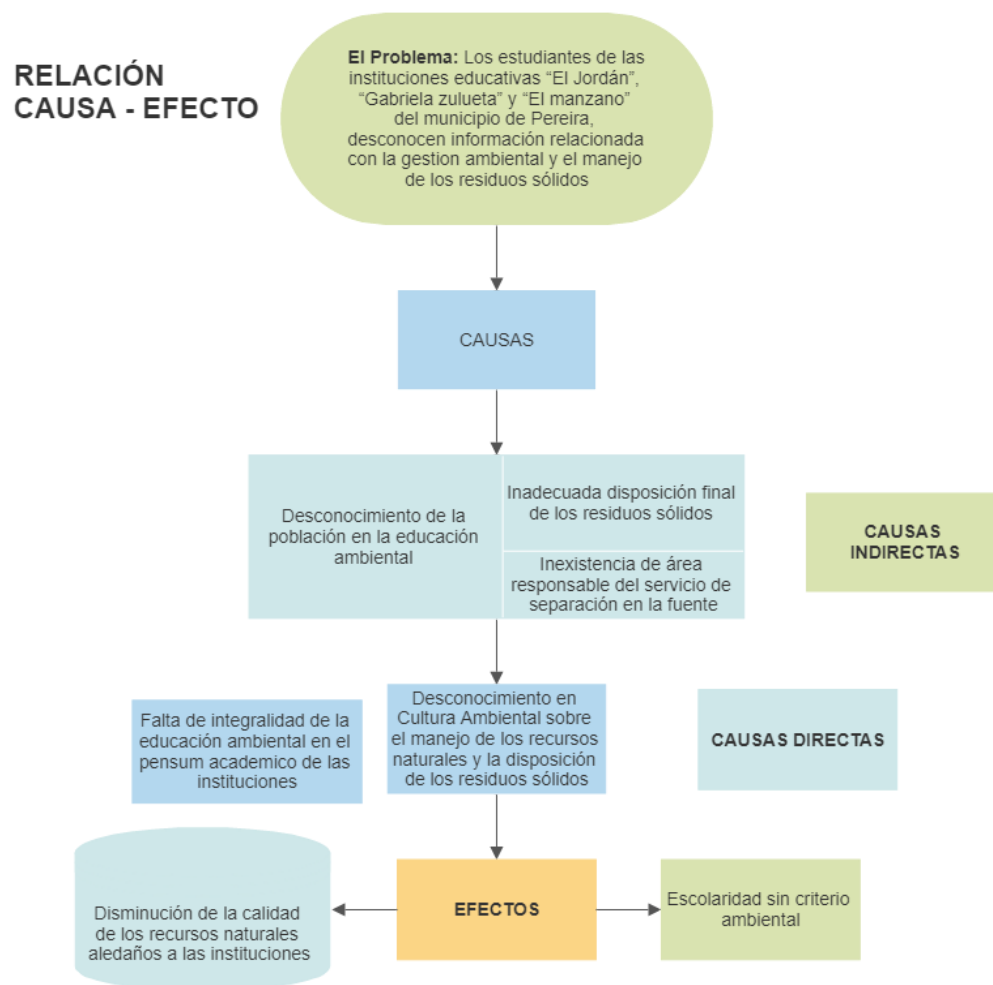 RELACIÓN
CAUSA - EFECTO
El Problema: Los estudiantes de las
instituciones educativas “El Jordán”,
“Gabriela zulueta” y “El manzano”
del municipio de Pereira,
desconocen información relacionada
con la gestion ambiental y el manejo
de los residuos sólidos
CAUSAS
Desconocimiento de la
población en la educación
ambiental
Inadecuada disposición final
de los residuos sólidos
Inexistencia de área
responsable del servicio de
separación en la fuente
CAUSAS
INDIRECTAS
Falta de integralidad de la
educación ambiental en el
pensum academico de las
instituciones
Desconocimiento en
Cultura Ambiental sobre
el manejo de los recursos
naturales y la disposición
de los residuos sólidos
CAUSAS DIRECTAS
Disminución de la calidad
de los recursos naturales
aledaños a las instituciones
EFECTOS
Escolaridad sin criterio
ambiental